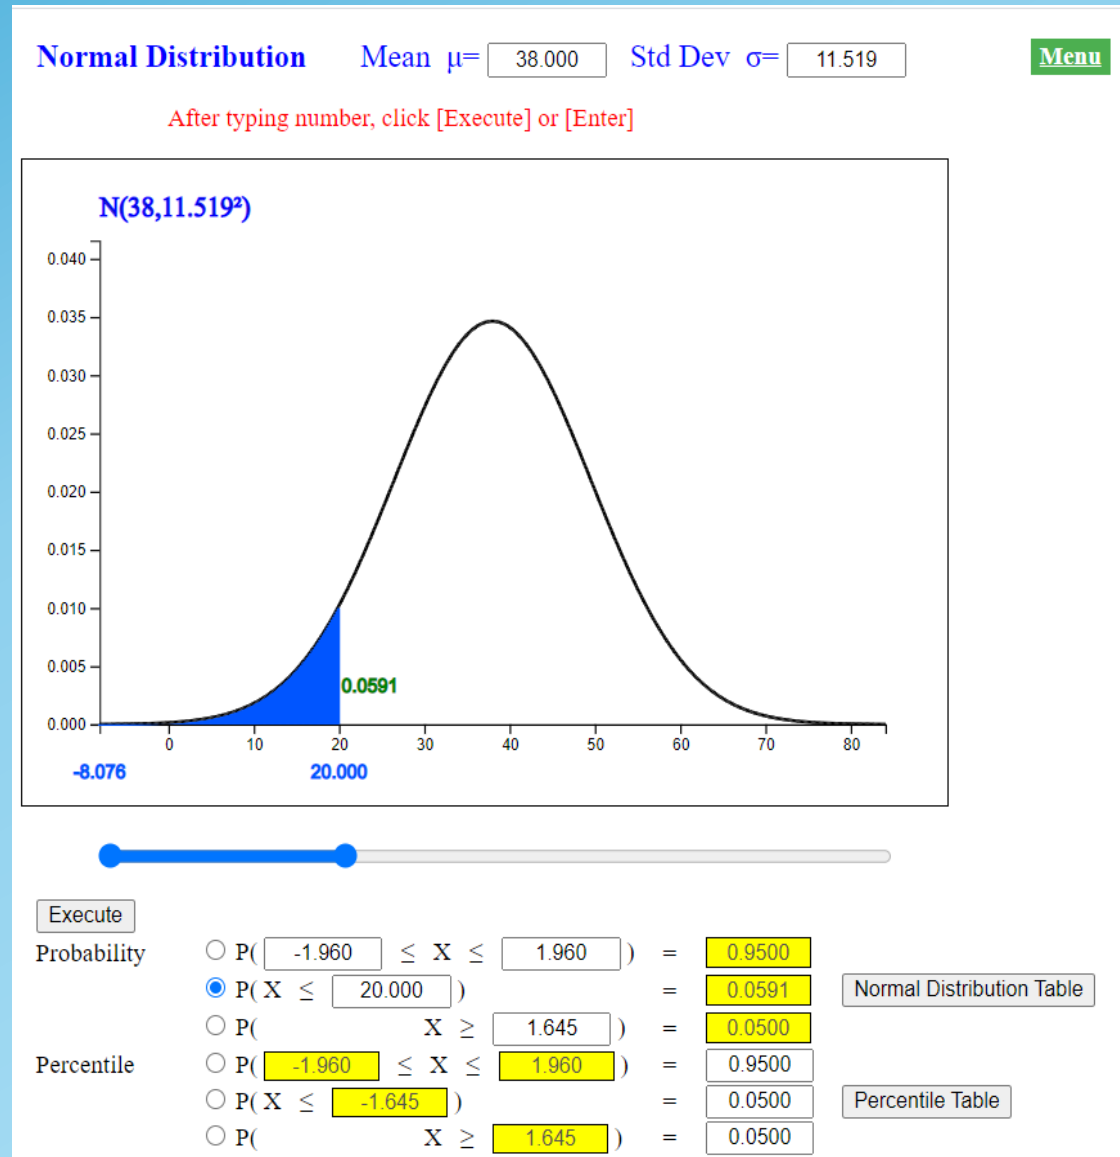 Normal Distribution Mean μ= 38.000 Std Dev σ= 11.519 Menu
After typing number, click [Execute] or [Enter]
N(38,11.519²)
0.040
0.035
0.030
0.025
0.020
0.015
0.010
0.005
0.0591
0.000
0 10 20 30 40 50 60 70 80
-8.076 20.000
Execute
Probability P( -1.960 ≤ X ≤ 1.960 ) = 0.9500
P( X ≤ 20.000 ) = 0.0591 Normal Distribution Table
P( X ≥ 1.645 ) = 0.0500
Percentile P( -1.960 ≤ X ≤ 1.960 ) = 0.9500
P( X ≤ -1.645 ) = 0.0500 Percentile Table
P( X ≥ 1.645 ) = 0.0500